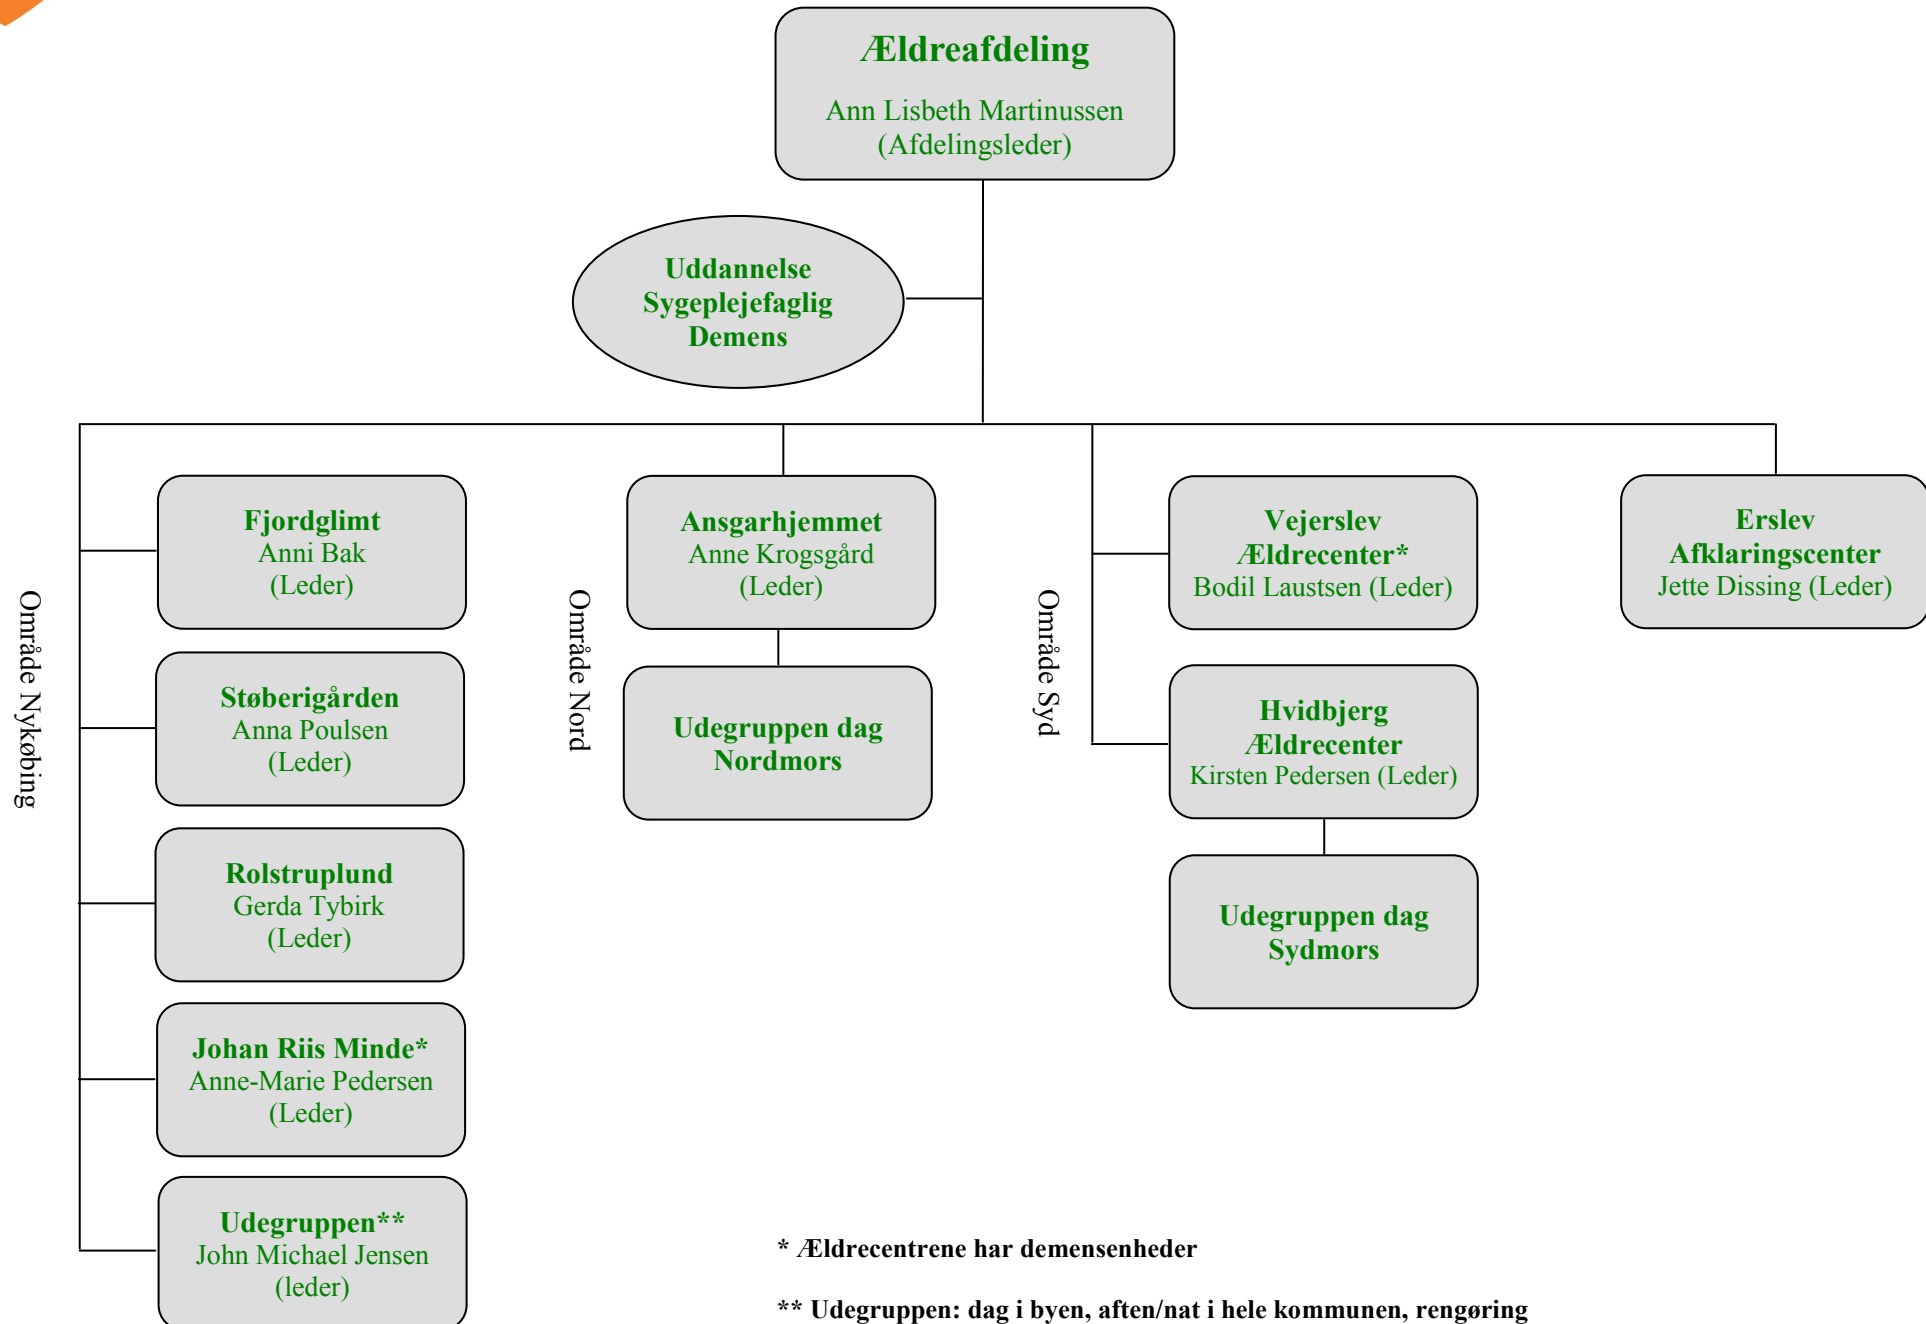 Ældreafdeling
Ann Lisbeth Martinussen
(Afdelingsleder)
Uddannelse
Sygeplejefaglig
Demens
Område Nykøbing
Fjordglimt
Anni Bak
(Leder)
Støberigården
Anna Poulsen
(Leder)
Rolstruplund
Gerda Tybirk
(Leder)
Johan Riis Minde*
Anne-Marie Pedersen
(Leder)
Udegruppen**
John Michael Jensen
(leder)
Område Nord
Ansgarhjemmet
Anne Krogsgård
(Leder)
Udegruppen dag
Nordmors
Område Syd
Vejerslev
Ældrecenter*
Bodil Laustsen (Leder)
Hvidbjerg
Ældrecenter
Kirsten Pedersen (Leder)
Udegruppen dag
Sydmors
Erslev
Afklaringscenter
Jette Dissing (Leder)
* Ældrecentrene har demensenheder
** Udegruppen: dag i byen, aften/nat i hele kommunen, rengøring